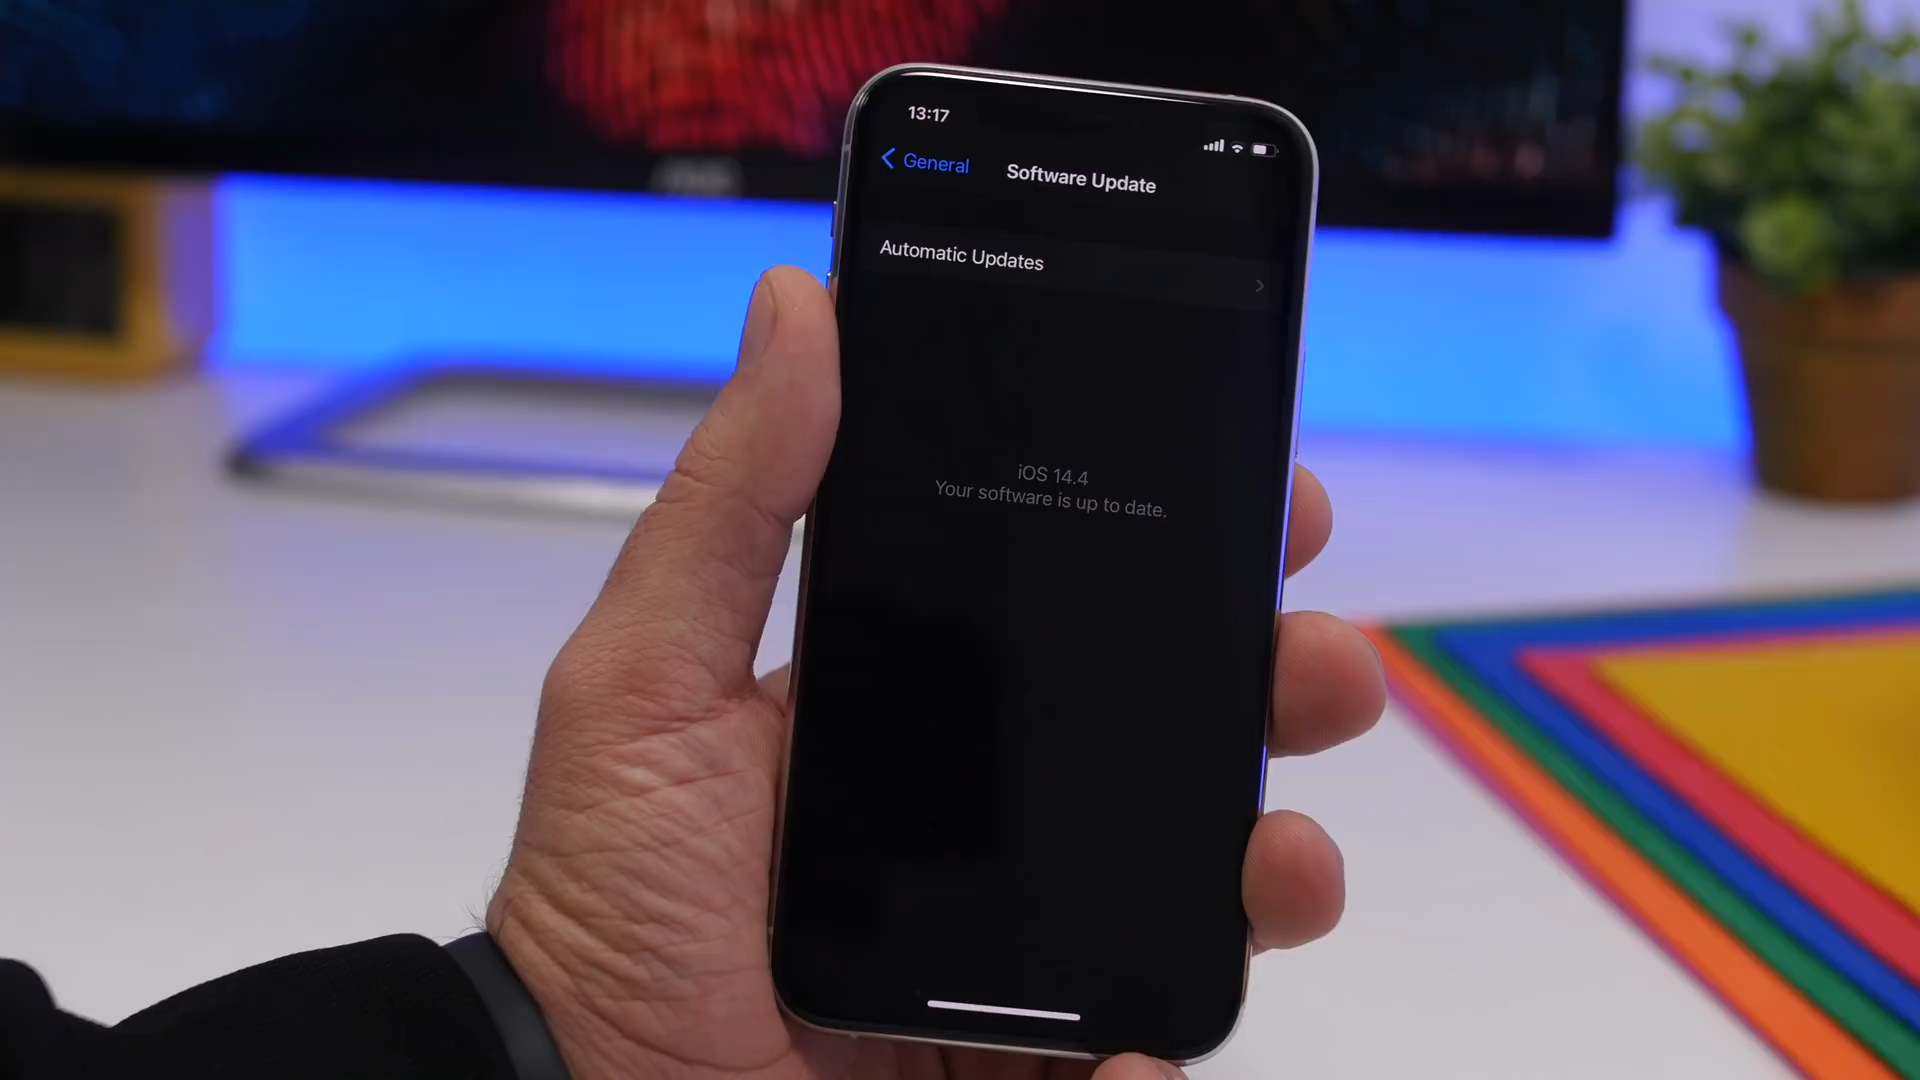 13:17
General
Software Update
Automatic Updates
iOS 14.4
Your software is up to date.